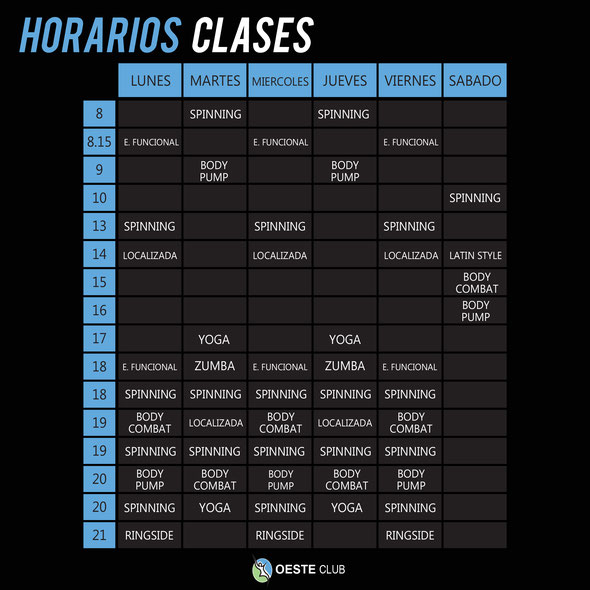 HORARIOS CLASES
LUNES MARTES MIERCOLES JUEVES VIERNES SABADO
8 SPINNING SPINNING
8.15 E. FUNCIONAL E. FUNCIONAL E. FUNCIONAL
9 BODY PUMP BODY PUMP
10 SPINNING
13 SPINNING SPINNING SPINNING
14 LOCALIZADA LOCALIZADA LOCALIZADA LATIN STYLE
15 BODY COMBAT
16 BODY PUMP
17 YOGA YOGA
18 E. FUNCIONAL ZUMBA E. FUNCIONAL ZUMBA E. FUNCIONAL
18 SPINNING SPINNING SPINNING SPINNING SPINNING
19 BODY COMBAT LOCALIZADA BODY COMBAT LOCALIZADA BODY COMBAT
19 SPINNING SPINNING SPINNING SPINNING SPINNING
20 BODY PUMP BODY COMBAT BODY PUMP BODY COMBAT BODY PUMP
20 SPINNING YOGA SPINNING YOGA SPINNING
21 RINGSIDE RINGSIDE RINGSIDE
OESTE CLUB